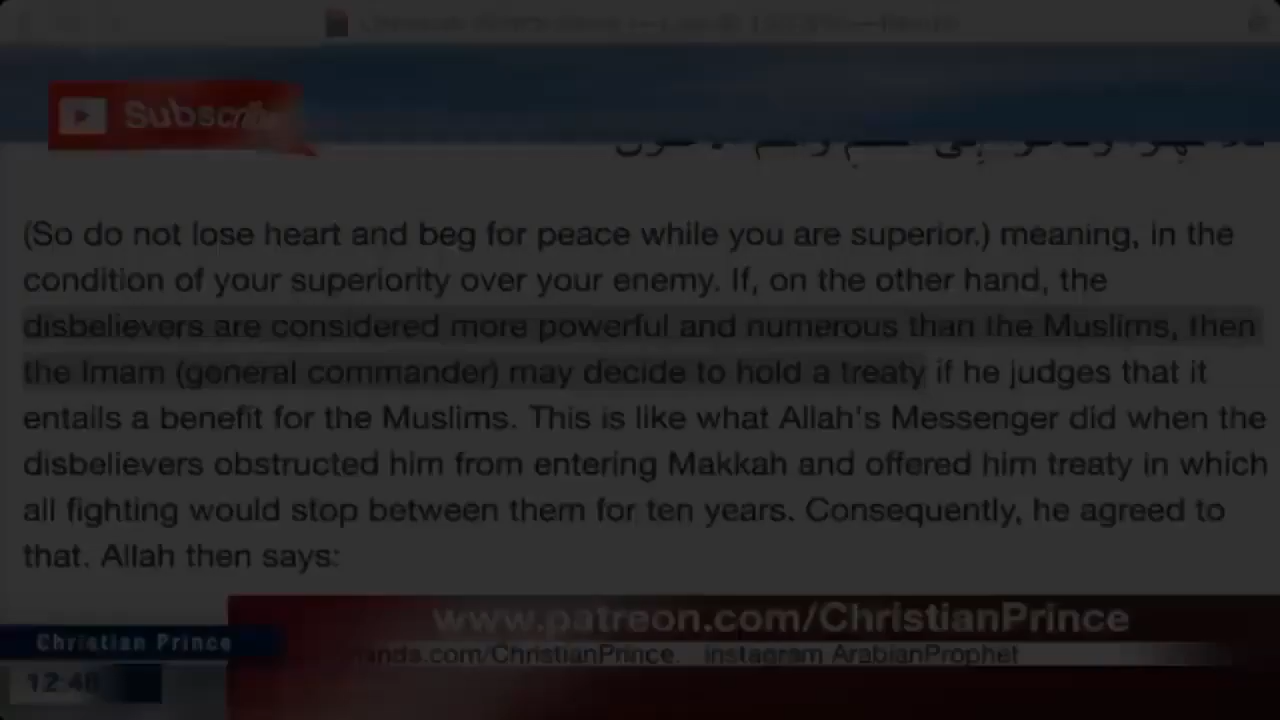 Subscribe
(So do not lose heart and beg for peace while you are superior.) meaning, in the
condition of your superiority over your enemy. If, on the other hand, the
disbelievers are considered more powerful and numerous than the Muslims, then
the Imam (general commander) may decide to hold a treaty if he judges that it
entails a benefit for the Muslims. This is like what Allah's Messenger did when the
disbelievers obstructed him from entering Makkah and offered him treaty in which
all fighting would stop between them for ten years. Consequently, he agreed to
that. Allah then says:
www.patreon.com/ChristianPrince
Christian Prince
anda.com/ChristianPrince. instagram ArabianProphet